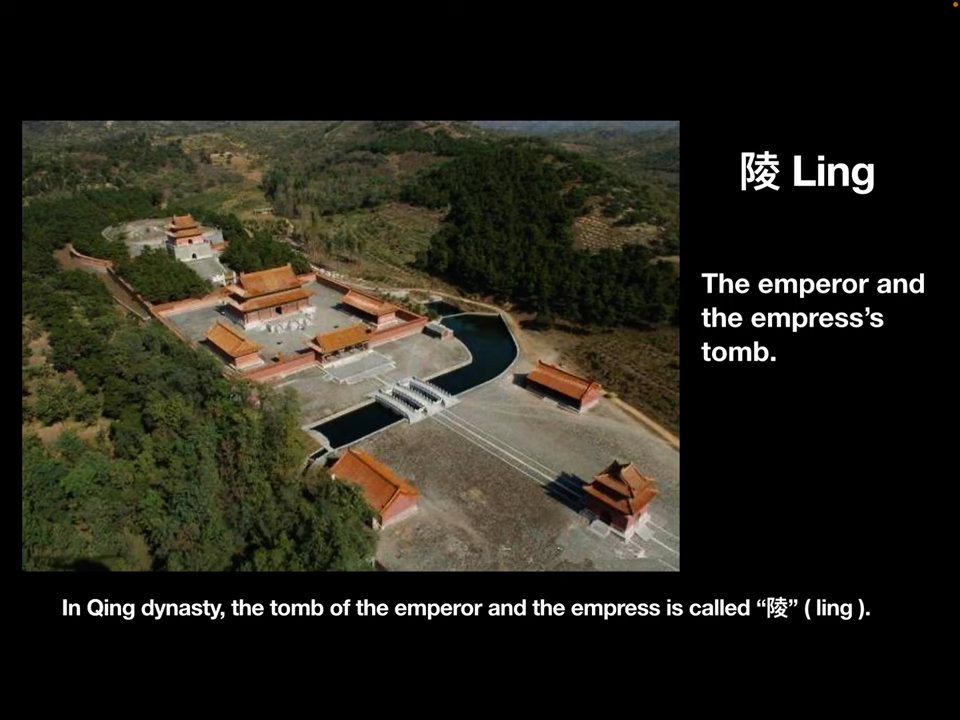 陵 Ling
The emperor and
the empress’s
tomb.
In Qing dynasty, the tomb of the emperor and the empress is called “陵” ( ling ).